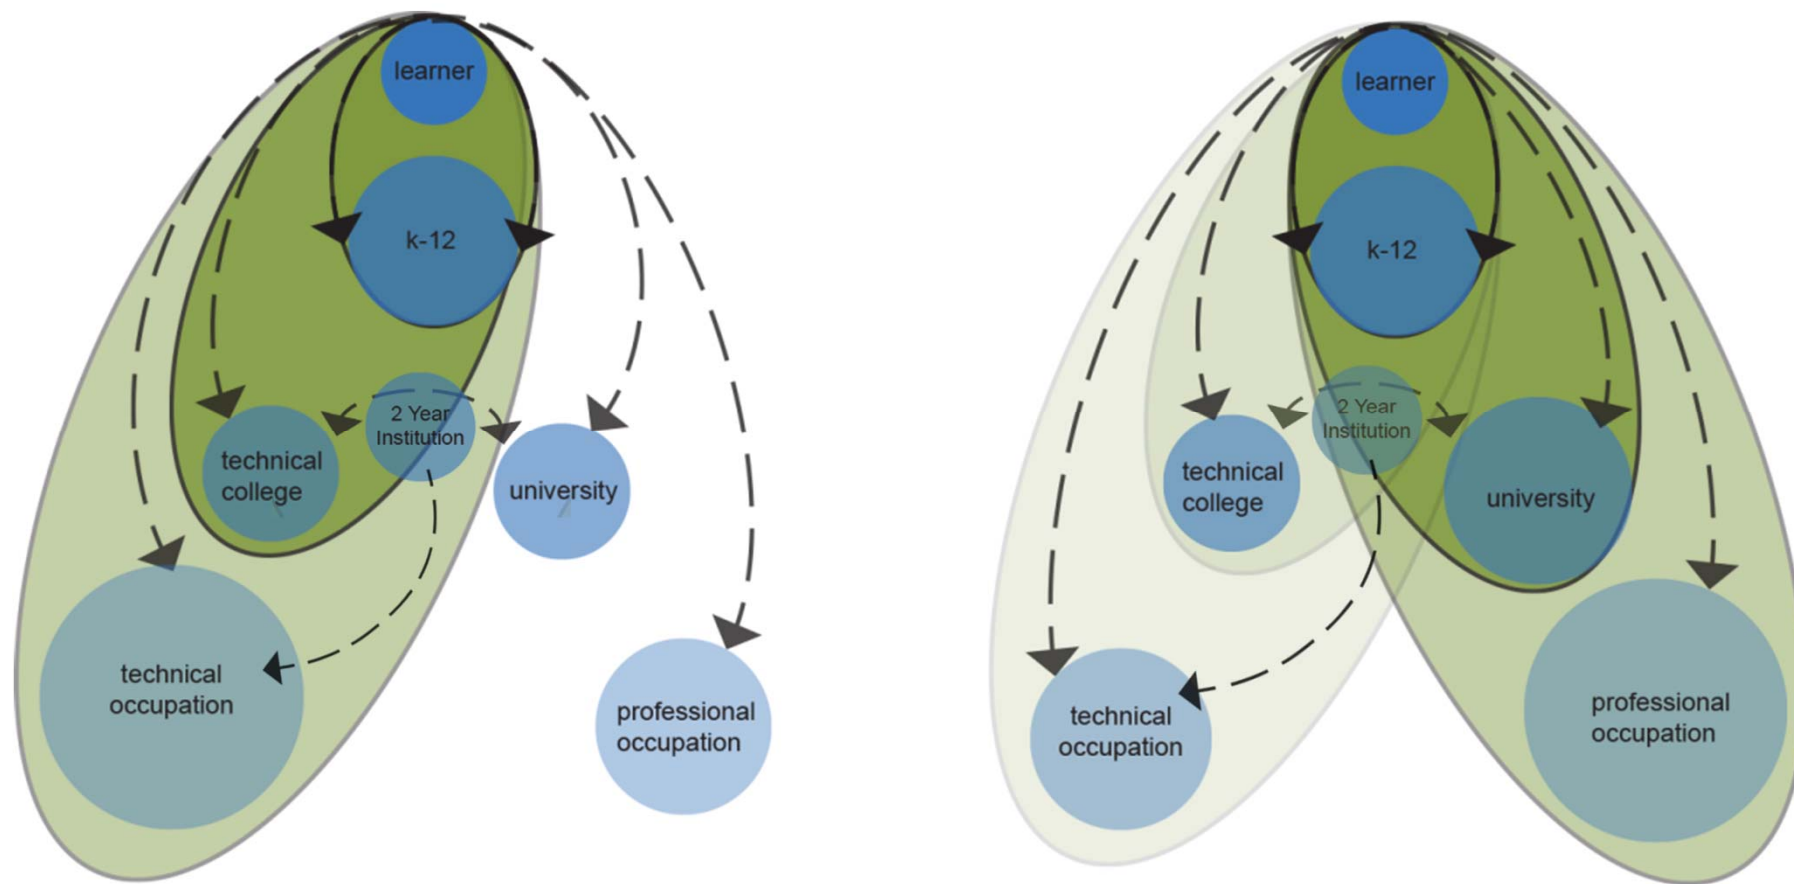 learner
k-12
2 Year
Institution
technical
college
university
technical
occupation
professional
occupation
learner
k-12
2 Year
Institution
technical
college
university
technical
occupation
professional
occupation